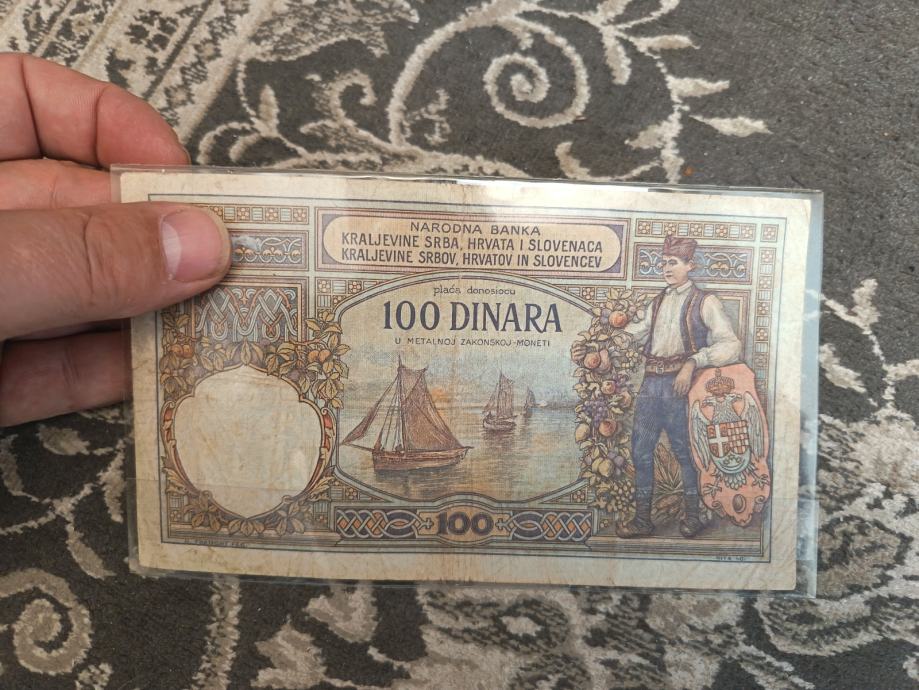 NARODNA BANKA
KRALJEVINE SRBA, HRVATA I SLOVENACA
KRALJEVINE SRBOV, HRVATOV IN SLOVENCEV
plaća donosiocu
100 DINARA
U METALNOJ ZAKONSKOJ-MONETI
100